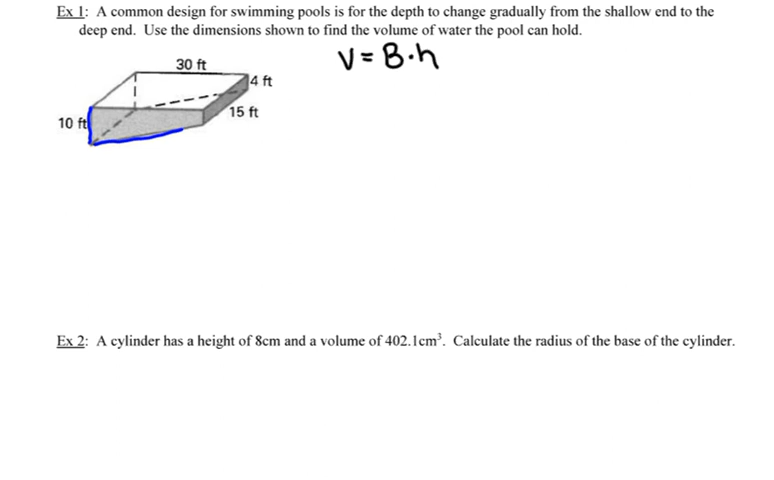 Ex 1: A common design for swimming pools is for the depth to change gradually from the shallow end to the
deep end. Use the dimensions shown to find the volume of water the pool can hold.
V = B·h
30 ft
4 ft
15 ft
10 ft
Ex 2: A cylinder has a height of 8cm and a volume of 402.1cm³. Calculate the radius of the base of the cylinder.